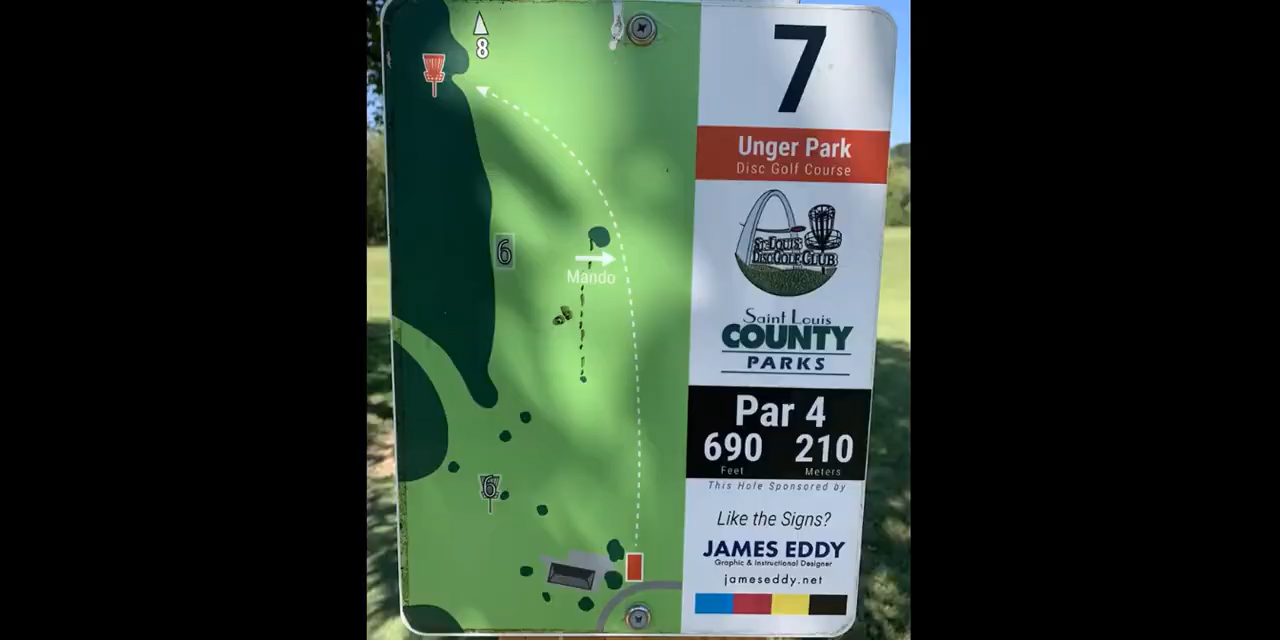 8
7
Unger Park
Disc Golf Course
St. Louis
Disc Golf Club
6
Mando
Saint Louis
COUNTY
PARKS
Par 4
690 210
Feet Meters
This Hole Sponsored by
6
Like the Signs?
JAMES EDDY
Graphic & Instructional Designer
jameseddy.net